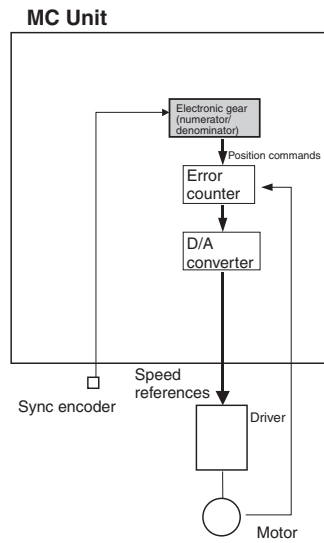 MC Unit
Electronic gear
(numerator/
denominator)
Position commands
Error
counter
D/A
converter
Speed
references
Sync encoder
Driver
Motor